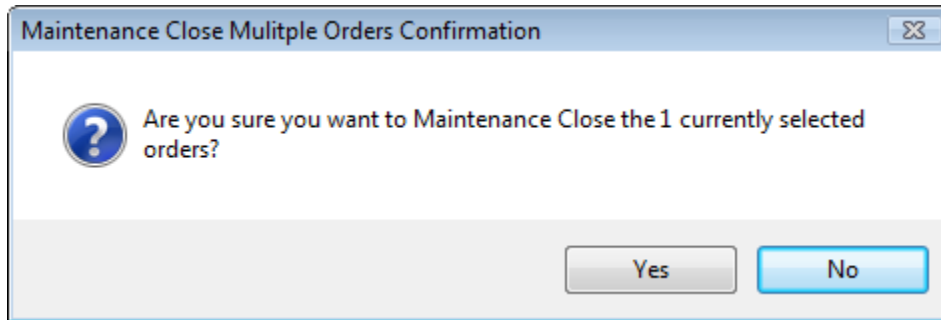 Maintenance Close Mulitple Orders Confirmation
Are you sure you want to Maintenance Close the 1 currently selected
orders?
Yes No